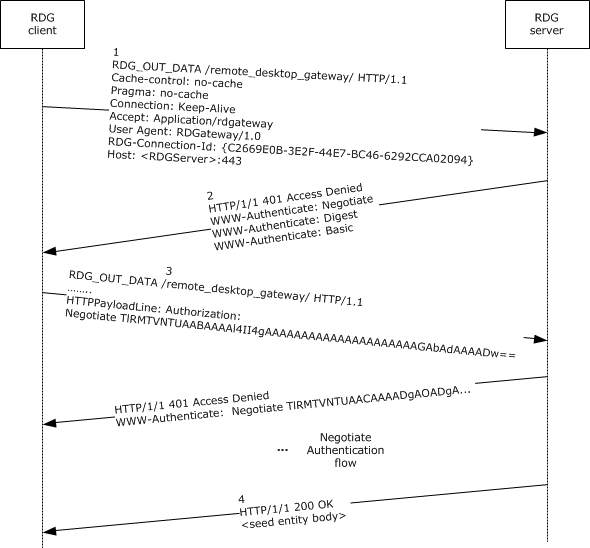 RDG
client
RDG
server
1
RDG_OUT_DATA /remote_desktop_gateway/ HTTP/1.1
Cache-control: no-cache
Pragma: no-cache
Connection: Keep-Alive
Accept: Application/rdgateway
User Agent: RDGateway/1.0
RDG-Connection-Id: {C2669E0B-3E2F-44E7-BC46-6292CCA02094}
Host: <RDGServer>:443
2
HTTP/1/1 401 Access Denied
WWW-Authenticate: Negotiate
WWW-Authenticate: Digest
WWW-Authenticate: Basic
3
RDG_OUT_DATA /remote_desktop_gateway/ HTTP/1.1
……..
HTTPPayloadLine: Authorization:
Negotiate TlRMTVNTUAABAAAAl4II4gAAAAAAAAAAAAAAAAAAAAAGAbAdAAAADw==
HTTP/1/1 401 Access Denied
WWW-Authenticate: Negotiate TlRMTVNTUAACAAAADgAOADgA...
... Negotiate
Authentication
flow
4
HTTP/1/1 200 OK
<seed entity body>